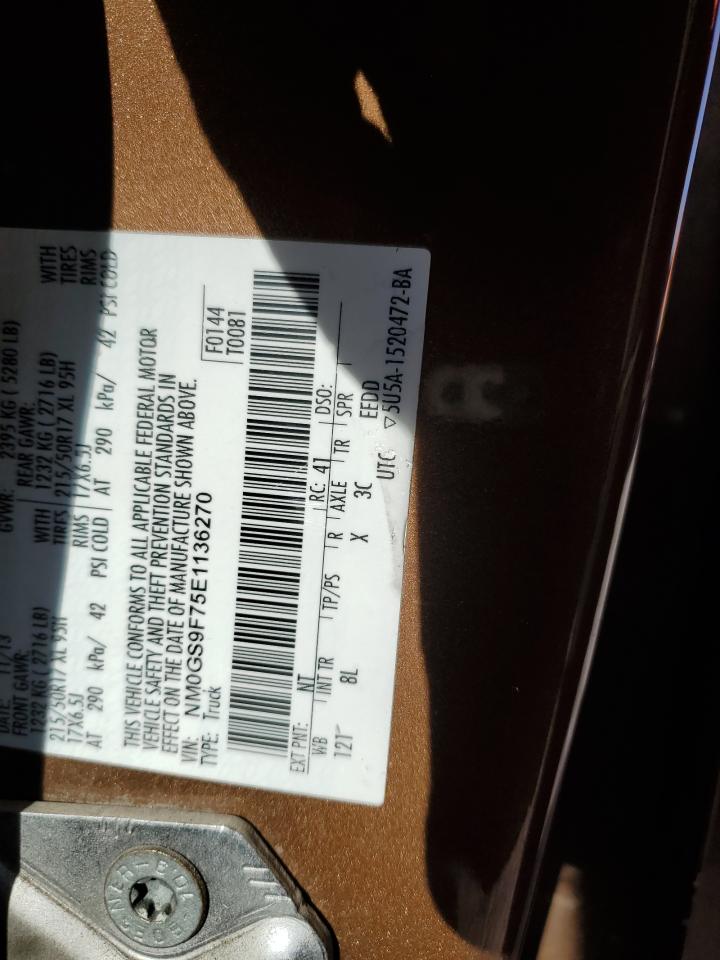 DATE: 11/13
GVWR: 2395 KG ( 5280 LB)
FRONT GAWR: REAR GAWR:
1232 KG (2716 LB) WITH 1232 KG ( 2716 LB) WITH
215/50R17 XL 95H TIRES 215/50R17 XL 95H TIRES
17X6.5J RIMS 17X6.5J RIMS
AT 290 kPa/ 42 PSI COLD AT 290 kPa/ 42 PSI COLD
THIS VEHICLE CONFORMS TO ALL APPLICABLE FEDERAL MOTOR
VEHICLE SAFETY AND THEFT PREVENTION STANDARDS IN
EFFECT ON THE DATE OF MANUFACTURE SHOWN ABOVE.
VIN: NM0GS9F75E1136270 F0144
TYPE: Truck T0081
EXT PNT: NT RC: 41 DSO:
WB INT TR TP/PS R AXLE TR SPR
121 8L X 3C EEDD
UTC ▽5U5A-1520472-BA